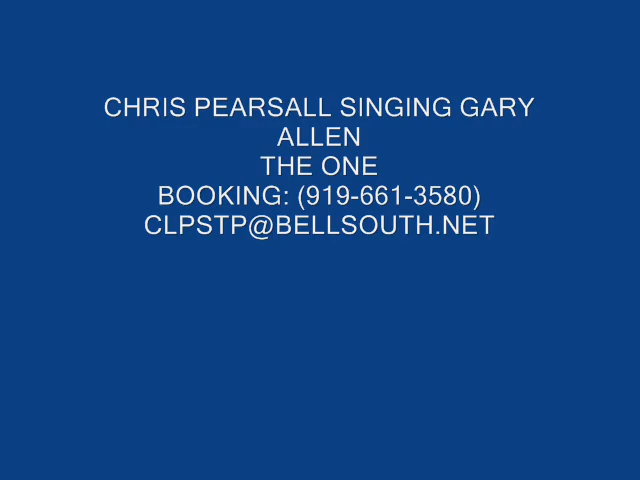 CHRIS PEARSALL SINGING GARY
ALLEN
THE ONE
BOOKING: (919-661-3580)
CLPSTP@BELLSOUTH.NET